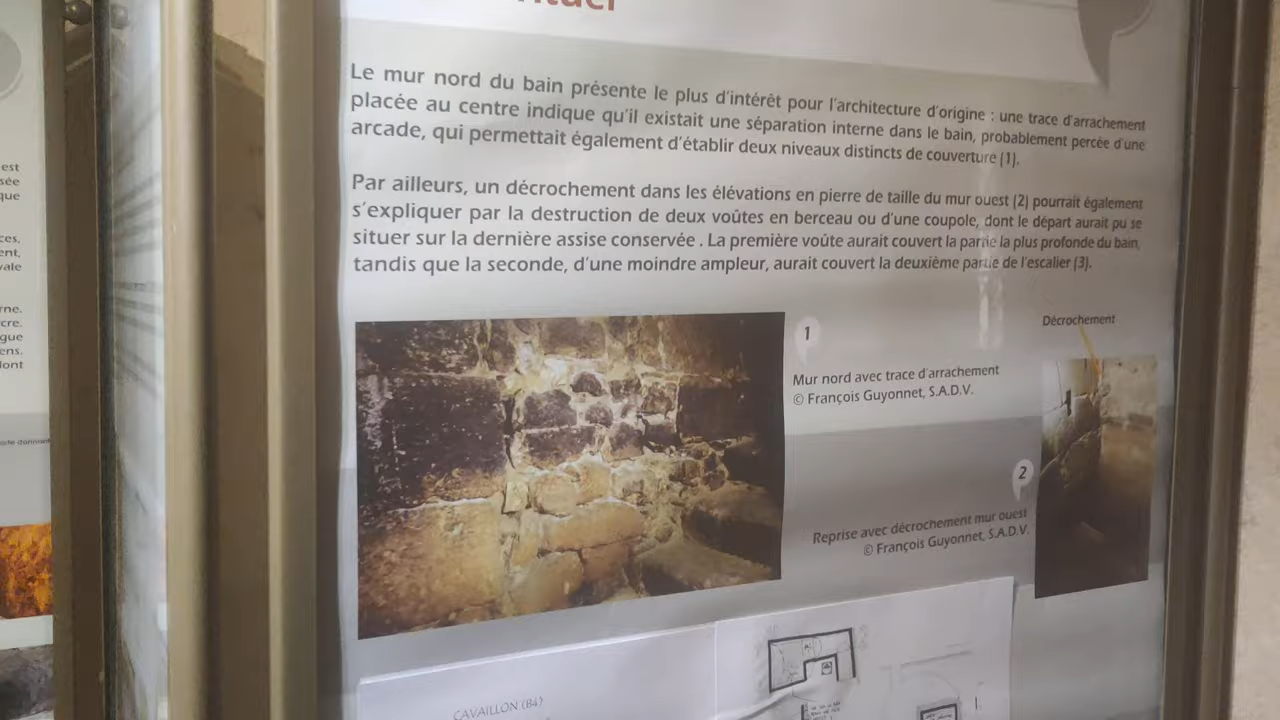 Le mur nord du bain présente le plus d'intérêt pour l'architecture d'origine : une trace d'arrachement
placée au centre indique qu'il existait une séparation interne dans le bain, probablement percée d'une
arcade, qui permettait également d'établir deux niveaux distincts de couverture (1).
Par ailleurs, un décrochement dans les élévations en pierre de taille du mur ouest (2) pourrait également
s'expliquer par la destruction de deux voûtes en berceau ou d'une coupole, dont le départ aurait pu se
situer sur la dernière assise conservée . La première voûte aurait couvert la partie la plus profonde du bain,
tandis que la seconde, d'une moindre ampleur, aurait couvert la deuxième partie de l'escalier (3).
1
Mur nord avec trace d'arrachement
© François Guyonnet, S.A.D.V.
Décrochement
2
Reprise avec décrochement mur ouest
© François Guyonnet, S.A.D.V.
CAVAILLON (84)
est
que